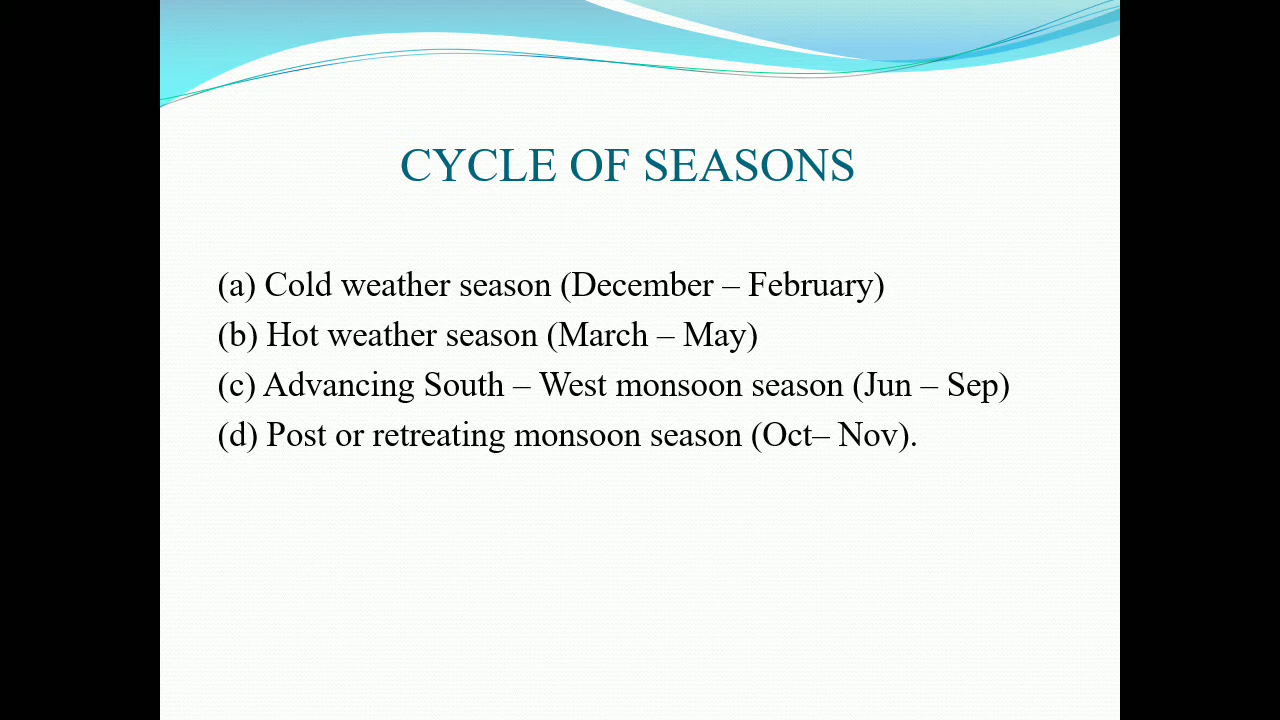 CYCLE OF SEASONS
(a) Cold weather season (December – February)
(b) Hot weather season (March – May)
(c) Advancing South – West monsoon season (Jun – Sep)
(d) Post or retreating monsoon season (Oct– Nov).